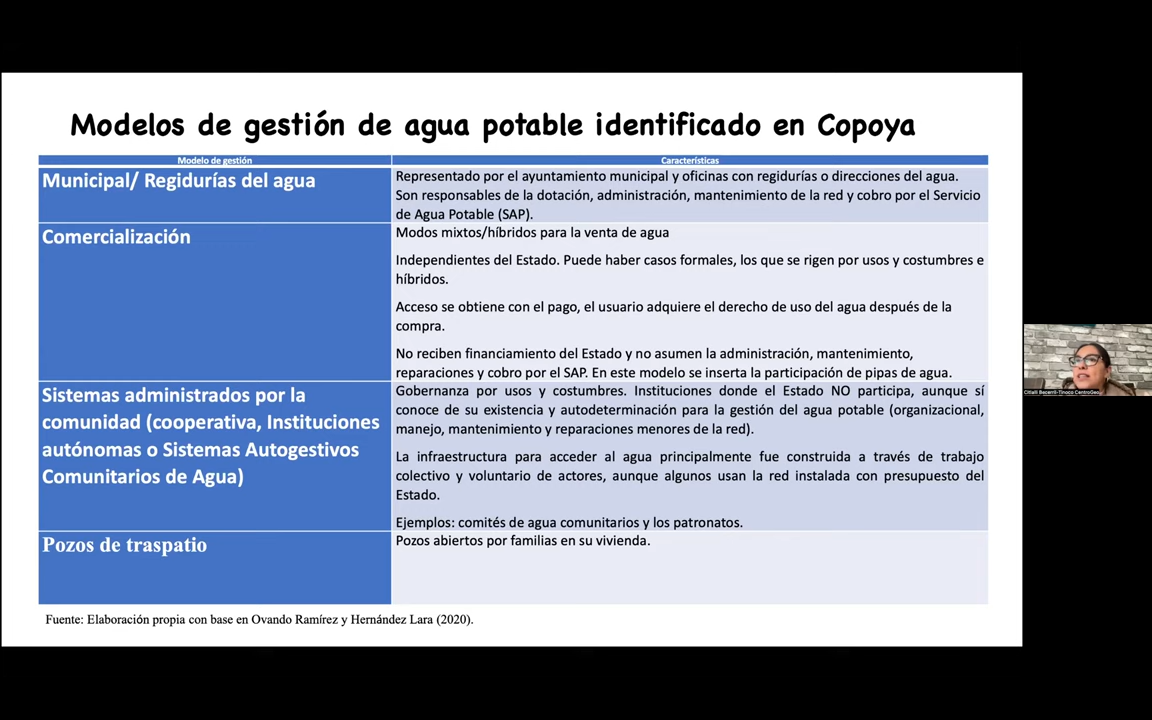 Modelos de gestión de agua potable identificado en Copoya
Modelo de gestión
Características
Municipal/ Regidurías del agua
Representado por el ayuntamiento municipal y oficinas con regidurías o direcciones del agua.
Son responsables de la dotación, administración, mantenimiento de la red y cobro por el Servicio
de Agua Potable (SAP).
Comercialización
Modos mixtos/híbridos para la venta de agua
Independientes del Estado. Puede haber casos formales, los que se rigen por usos y costumbres e
híbridos.
Acceso se obtiene con el pago, el usuario adquiere el derecho de uso del agua después de la
compra.
No reciben financiamiento del Estado y no asumen la administración, mantenimiento,
reparaciones y cobro por el SAP. En este modelo se inserta la participación de pipas de agua.
Sistemas administrados por la
comunidad (cooperativa, Instituciones
autónomas o Sistemas Autogestivos
Comunitarios de Agua)
Gobernanza por usos y costumbres. Instituciones donde el Estado NO participa, aunque sí
conoce de su existencia y autodeterminación para la gestión del agua potable (organizacional,
manejo, mantenimiento y reparaciones menores de la red).
La infraestructura para acceder al agua principalmente fue construida a través de trabajo
colectivo y voluntario de actores, aunque algunos usan la red instalada con presupuesto del
Estado.
Ejemplos: comités de agua comunitarios y los patronatos.
Pozos de traspatio
Pozos abiertos por familias en su vivienda.
Fuente: Elaboración propia con base en Ovando Ramírez y Hernández Lara (2020).
Citlalli Becerril-Tinoco CentroGeo